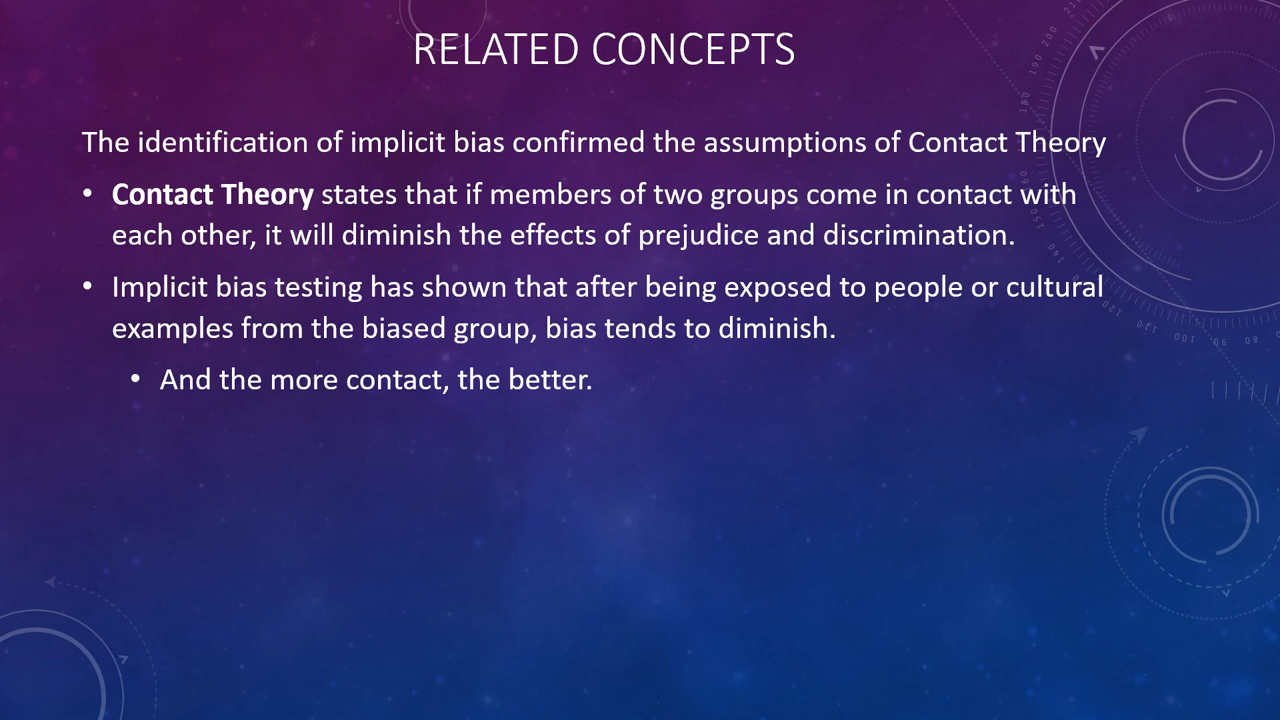 RELATED CONCEPTS
The identification of implicit bias confirmed the assumptions of Contact Theory
• Contact Theory states that if members of two groups come in contact with
each other, it will diminish the effects of prejudice and discrimination.
• Implicit bias testing has shown that after being exposed to people or cultural
examples from the biased group, bias tends to diminish.
• And the more contact, the better.